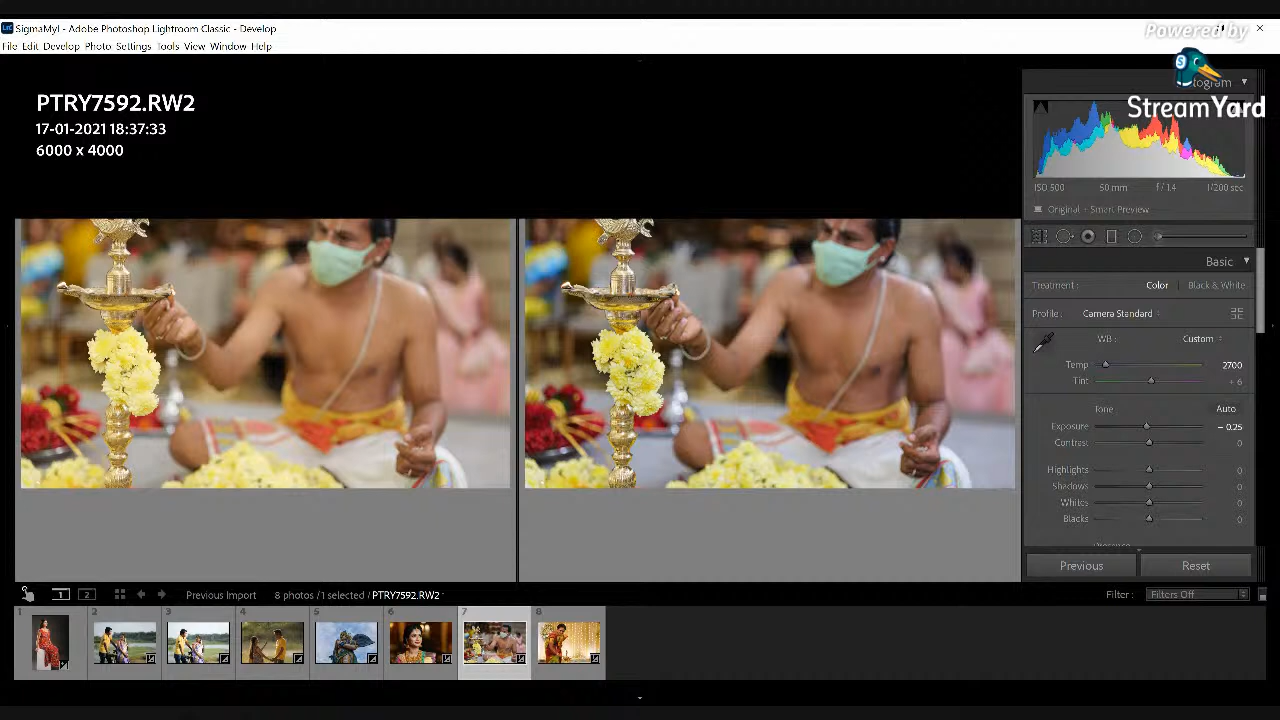 SigmaMyl - Adobe Photoshop Lightroom Classic - Develop
Powered by
File Edit Develop Photo Settings Tools View Window Help
StreamYard
PTRY7592.RW2
17-01-2021 18:37:33
6000 x 4000
ISO 500 50 mm f / 1.4 1/200 sec
Original + Smart Preview
Basic
Treatment : Color Black & White
Profile : Camera Standard
WB : Custom
Temp 2700
Tint + 6
Tone Auto
Exposure – 0.25
Contrast 0
Highlights 0
Shadows 0
Whites 0
Blacks 0
Previous Reset
1 2 Previous Import 8 photos / 1 selected / PTRY7592.RW2 Filter : Filters Off
1 2 3 4 5 6 7 8